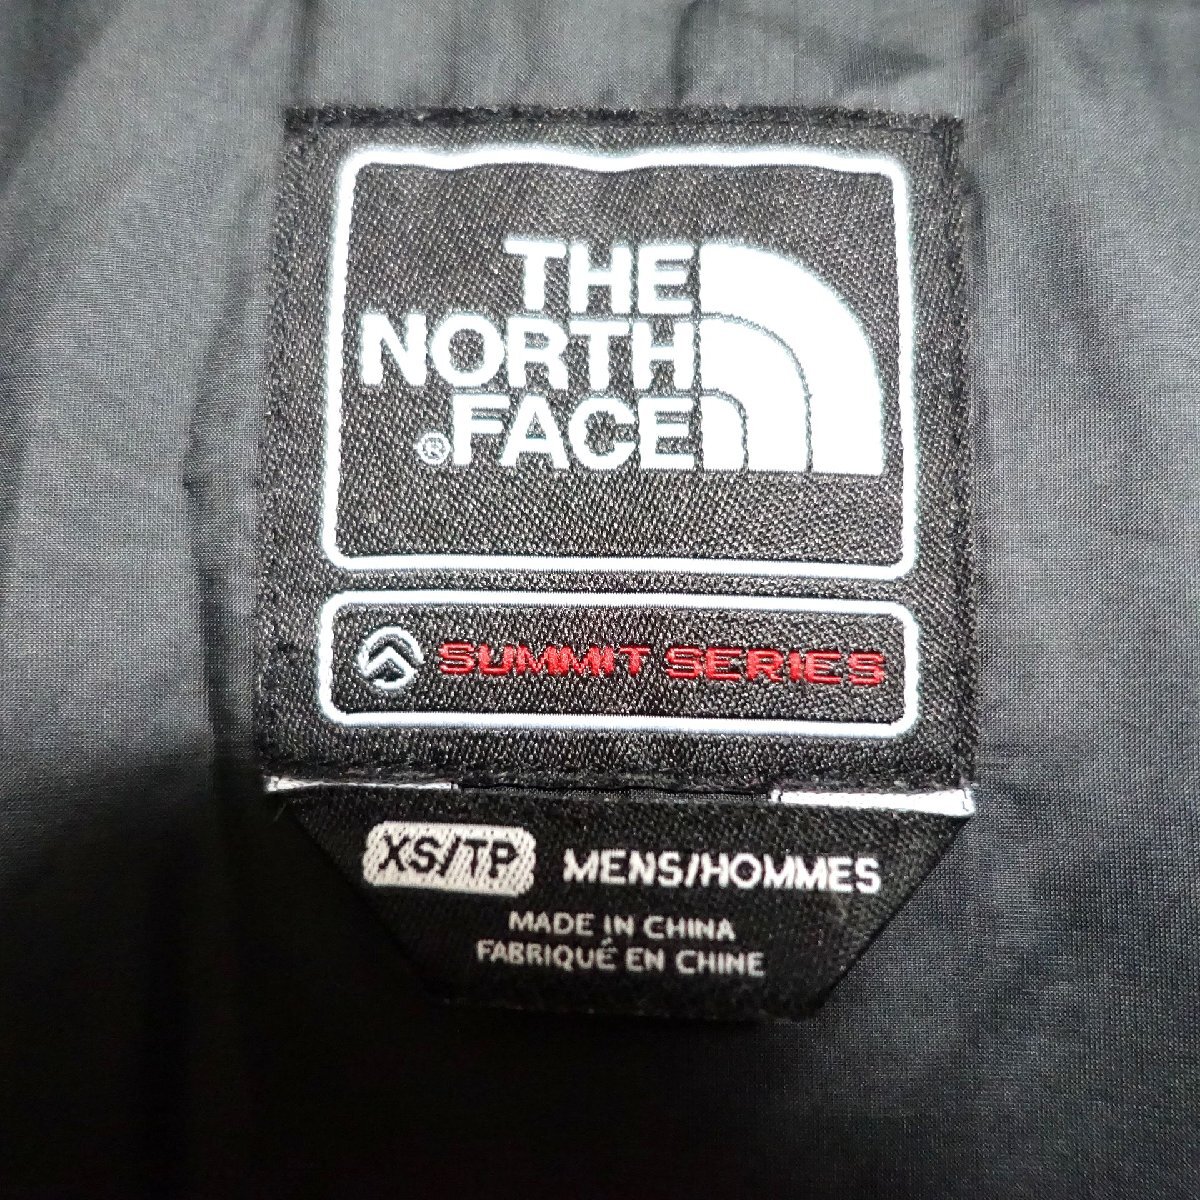 THE
NORTH
® FACE
SUMMIT SERIES
XS/TP MENS/HOMMES
MADE IN CHINA
FABRIQUÉ EN CHINE